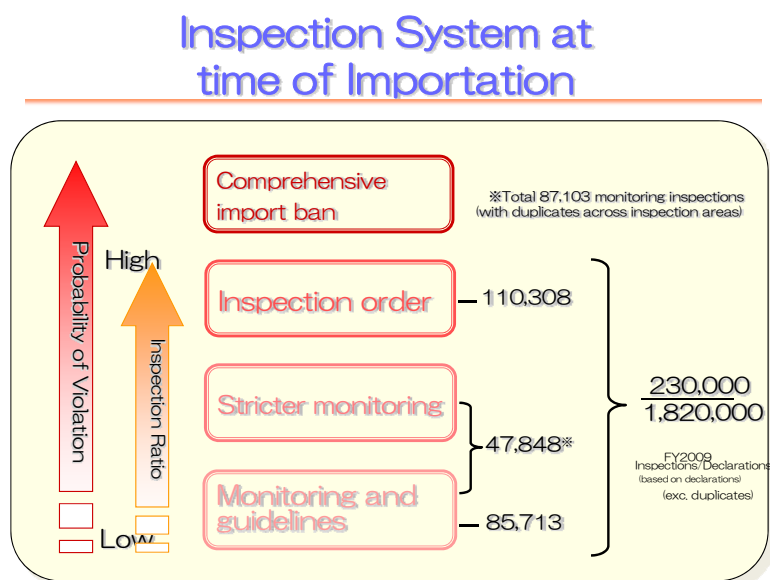 Inspection System at
time of Importation
Comprehensive
import ban
※Total 87,103 monitoring inspections
(with duplicates across inspection areas)
Probability of Violation
High
Inspection Ratio
Inspection order
110,308
Stricter monitoring
47,848※
230,000
1,820,000
FY2009
Inspections/Declarations
(based on declarations)
(exc. duplicates)
Monitoring and
guidelines
85,713
Low